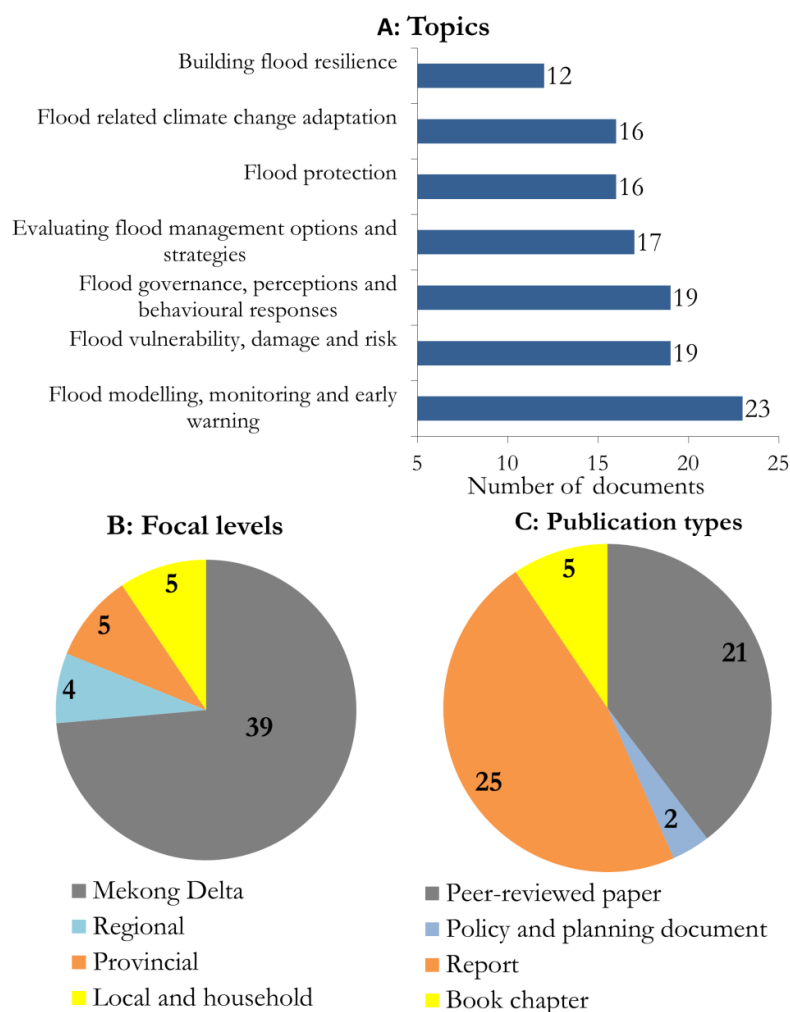 A: Topics
Building flood resilience
12
Flood related climate change adaptation
16
Flood protection
16
Evaluating flood management options and
strategies
17
Flood governance, perceptions and
behavioural responses
19
Flood vulnerability, damage and risk
19
Flood modelling, monitoring and early
warning
23
5 10 15 20 25
Number of documents
B: Focal levels
5
5
4
39
Mekong Delta
Regional
Provincial
Local and household
C: Publication types
5
21
25
2
Peer-reviewed paper
Policy and planning document
Report
Book chapter